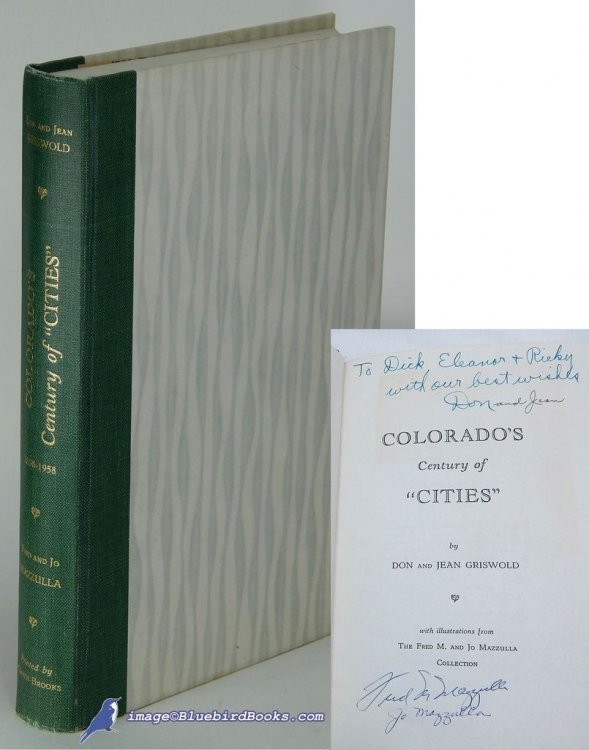 DON AND JEAN
GRISWOLD
COLORADO'S
Century of "CITIES"
1858-1958
FRED AND JO
MAZZULLA
Printed by
Smith-Brooks
To Dick, Eleanor + Ricky
with our best wishes
Don and Jean
COLORADO'S
Century of
"CITIES"
by
DON AND JEAN GRISWOLD
with illustrations from
THE FRED M. AND JO MAZZULLA
COLLECTION
Fred M Mazzulla
Jo Mazzulla
image©BluebirdBooks.com